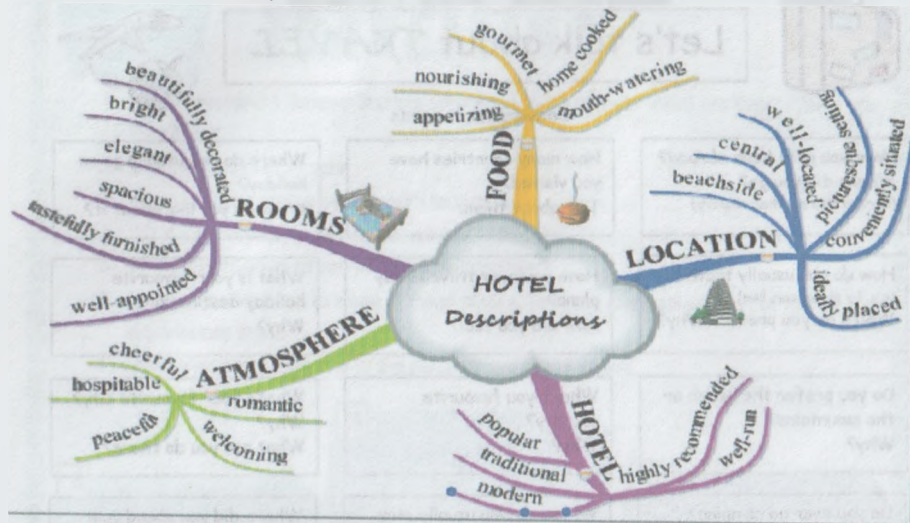 HOTEL
Descriptions
ROOMS
beautifully decorated
bright
elegant
spacious
tastefully furnished
well-appointed
FOOD
gourmet
home cooked
nourishing
mouth-watering
appetizing
LOCATION
well-located
picturesque setting
central
beachside
conveniently situated
ideally placed
ATMOSPHERE
cheerful
hospitable
peaceful
romantic
welcoming
HOTEL
popular
traditional
modern
highly recommended
well-run
Let's talk about TRAVEL